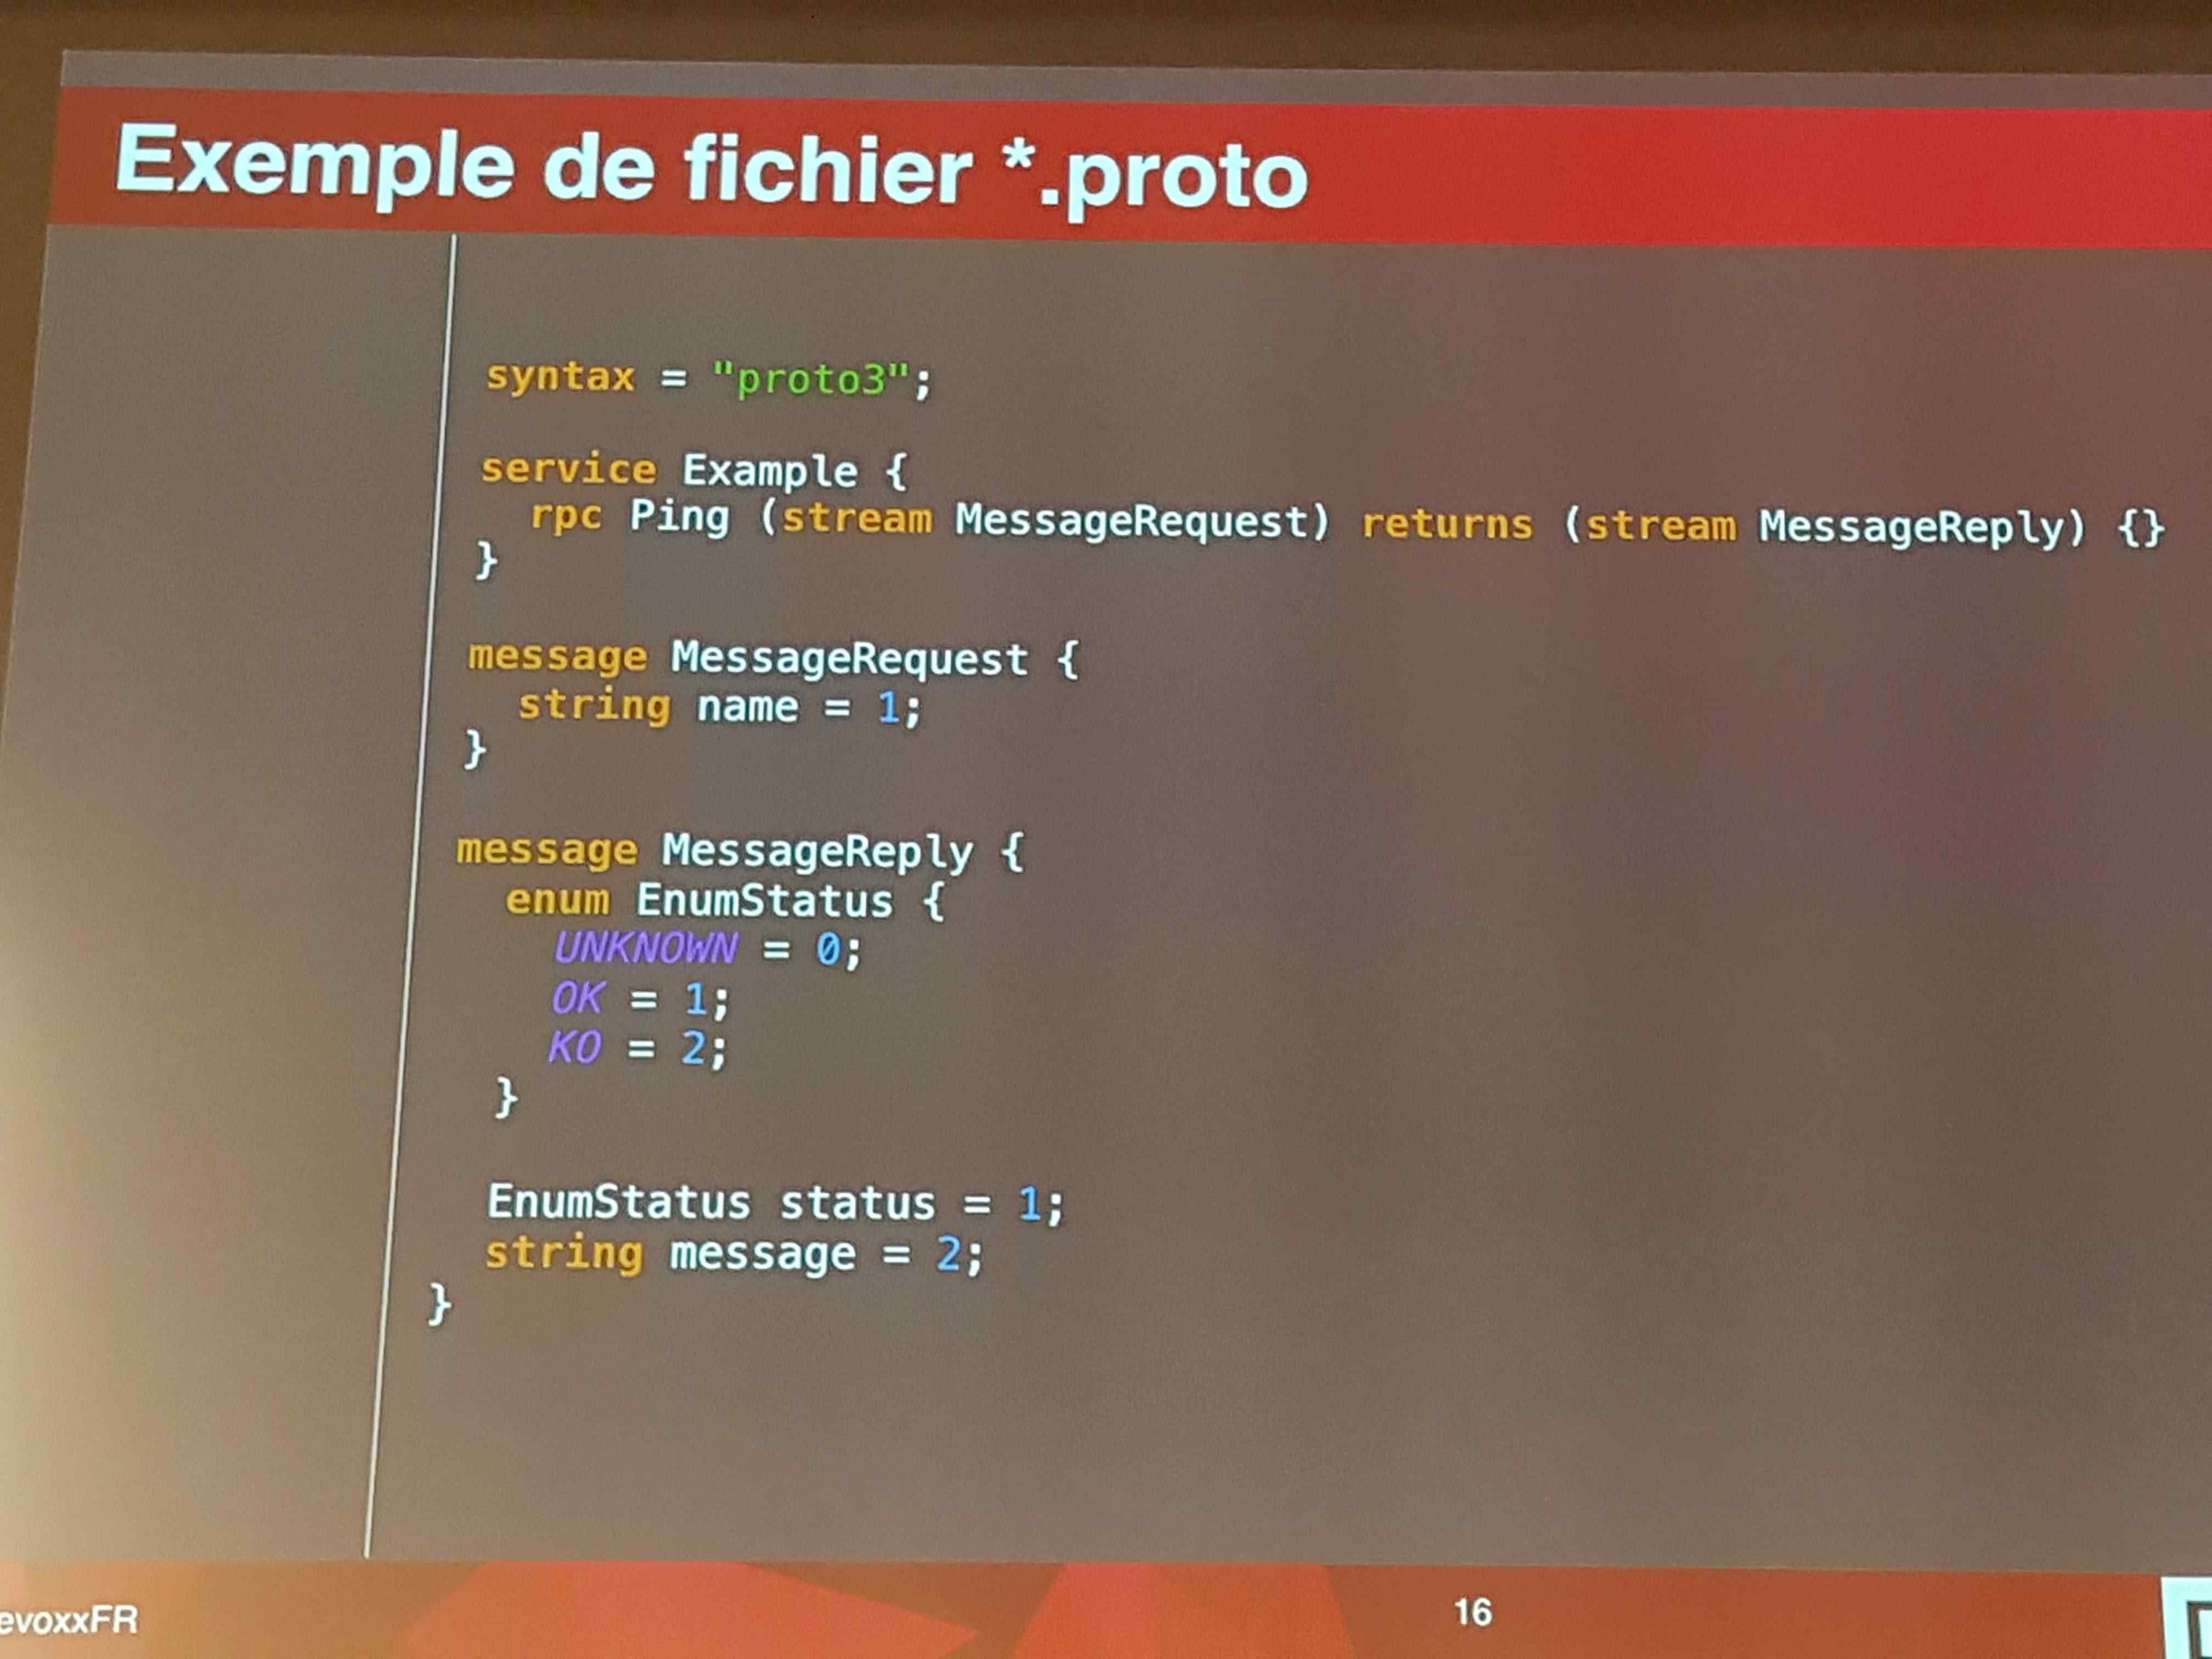 Exemple de fichier *.proto
syntax = "proto3";
service Example {
rpc Ping (stream MessageRequest) returns (stream MessageReply) {}
}
message MessageRequest {
string name = 1;
}
message MessageReply {
enum EnumStatus {
UNKNOWN = 0;
OK = 1;
KO = 2;
}
EnumStatus status = 1;
string message = 2;
}
evoxxFR
16